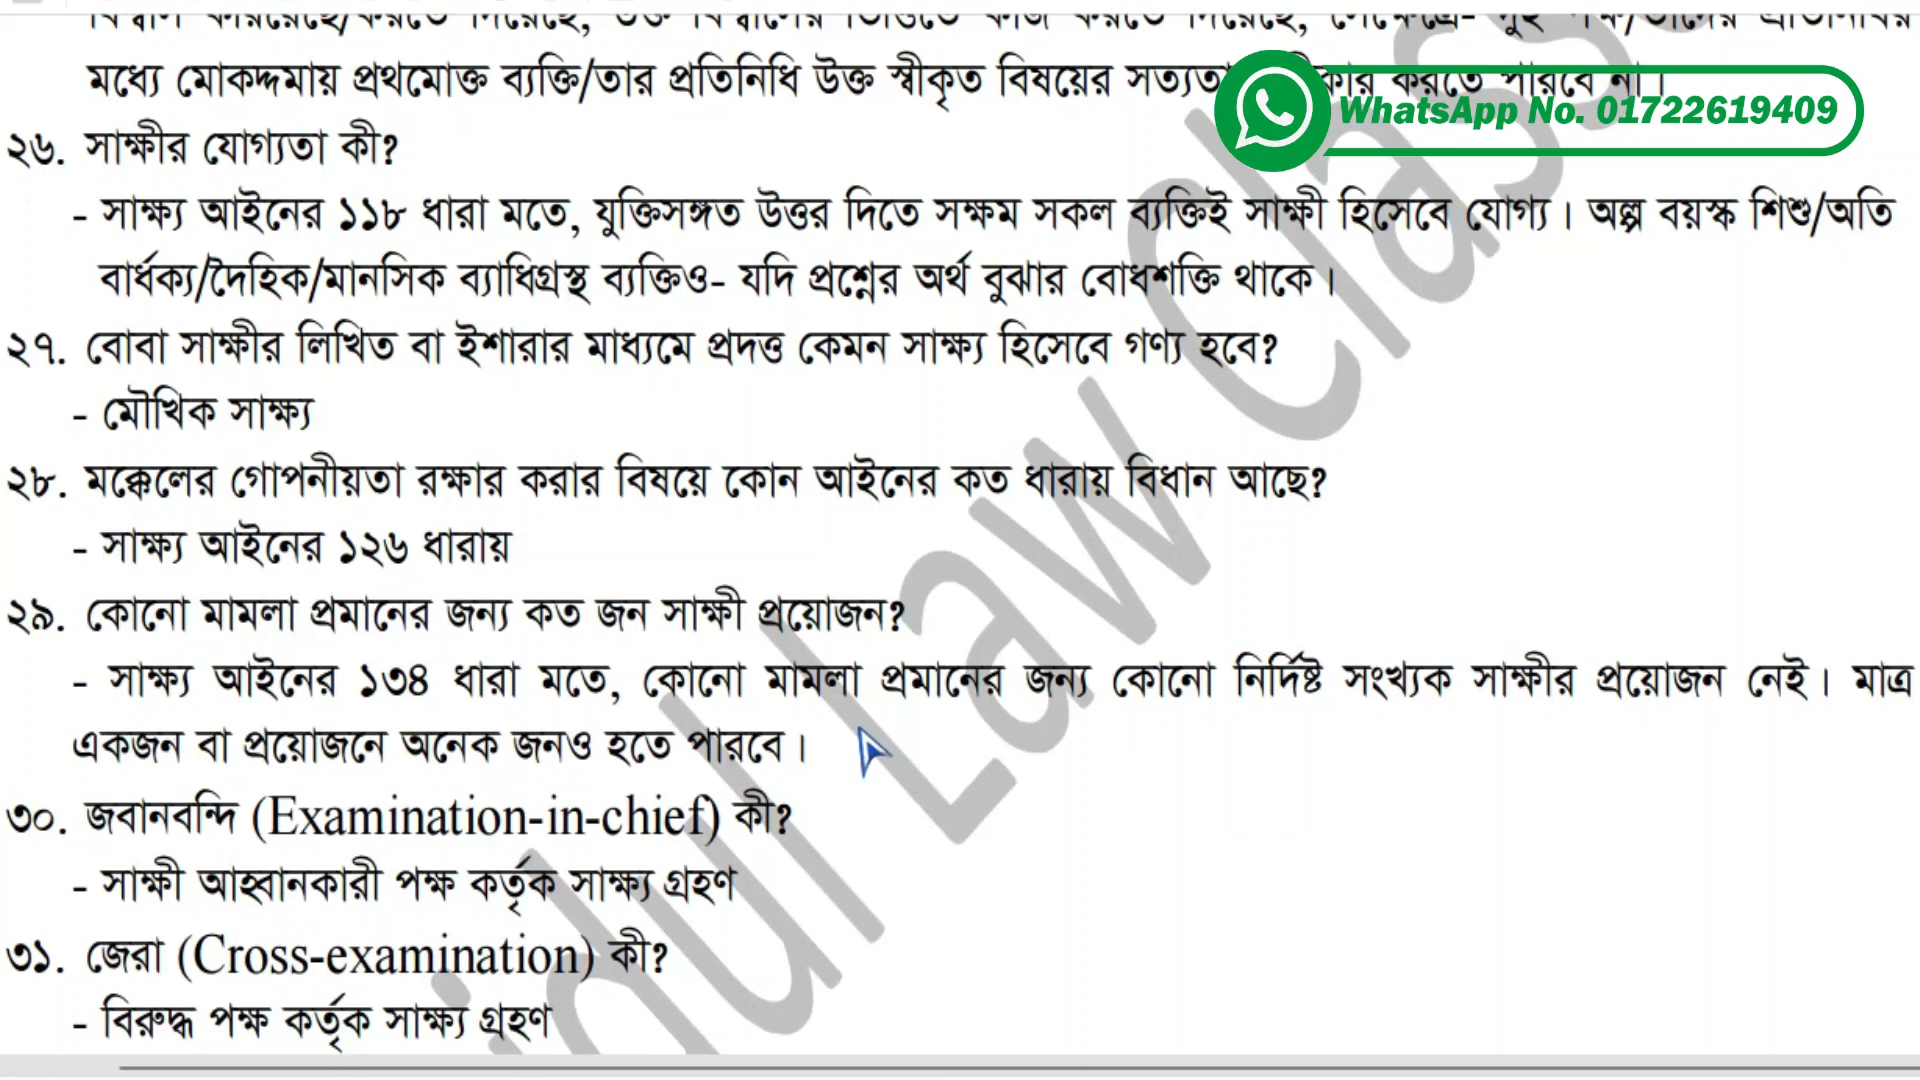 মধ্যে মোকদ্দমায় প্রথমোক্ত ব্যক্তি/তার প্রতিনিধি উক্ত স্বীকৃত বিষয়ের সত্যতা করতে পারবে না।
WhatsApp No. 01722619409
২৬. সাক্ষীর যোগ্যতা কী?
- সাক্ষ্য আইনের ১১৮ ধারা মতে, যুক্তিসঙ্গত উত্তর দিতে সক্ষম সকল ব্যক্তিই সাক্ষী হিসেবে যোগ্য। অল্প বয়স্ক শিশু/অতি
বার্ধক্য/দৈহিক/মানসিক ব্যাধিগ্রস্থ ব্যক্তিও- যদি প্রশ্নের অর্থ বুঝার বোধশক্তি থাকে।
২৭. বোবা সাক্ষীর লিখিত বা ইশারার মাধ্যমে প্রদত্ত কেমন সাক্ষ্য হিসেবে গণ্য হবে?
- মৌখিক সাক্ষ্য
২৮. মক্কেলের গোপনীয়তা রক্ষার করার বিষয়ে কোন আইনের কত ধারায় বিধান আছে?
- সাক্ষ্য আইনের ১২৬ ধারায়
২৯. কোনো মামলা প্রমানের জন্য কত জন সাক্ষী প্রয়োজন?
- সাক্ষ্য আইনের ১৩৪ ধারা মতে, কোনো মামলা প্রমানের জন্য কোনো নির্দিষ্ট সংখ্যক সাক্ষীর প্রয়োজন নেই। মাত্র
একজন বা প্রয়োজনে অনেক জনও হতে পারবে।
৩০. জবানবন্দি (Examination-in-chief) কী?
- সাক্ষী আহ্বানকারী পক্ষ কর্তৃক সাক্ষ্য গ্রহণ
৩১. জেরা (Cross-examination) কী?
- বিরুদ্ধ পক্ষ কর্তৃক সাক্ষ্য গ্রহণ
Law Class